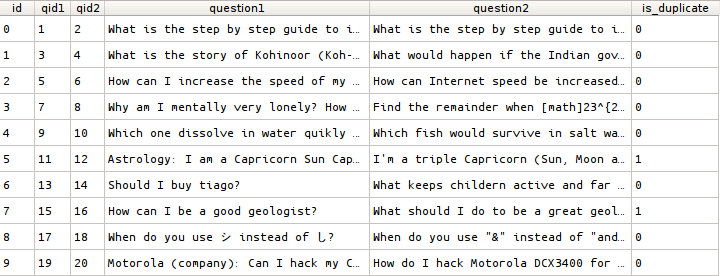 id qid1 qid2 question1 question2 is_duplicate
0 1 2 What is the step by step guide to i… What is the step by step guide to i… 0
1 3 4 What is the story of Kohinoor (Koh-… What would happen if the Indian gov… 0
2 5 6 How can I increase the speed of my … How can Internet speed be increased… 0
3 7 8 Why am I mentally very lonely? How … Find the remainder when [math]23^{2… 0
4 9 10 Which one dissolve in water quikly … Which fish would survive in salt wa… 0
5 11 12 Astrology: I am a Capricorn Sun Cap… I'm a triple Capricorn (Sun, Moon a… 1
6 13 14 Should I buy tiago? What keeps childern active and far … 0
7 15 16 How can I be a good geologist? What should I do to be a great geol… 1
8 17 18 When do you use シ instead of し? When do you use "&" instead of "and… 0
9 19 20 Motorola (company): Can I hack my C… How do I hack Motorola DCX3400 for … 0